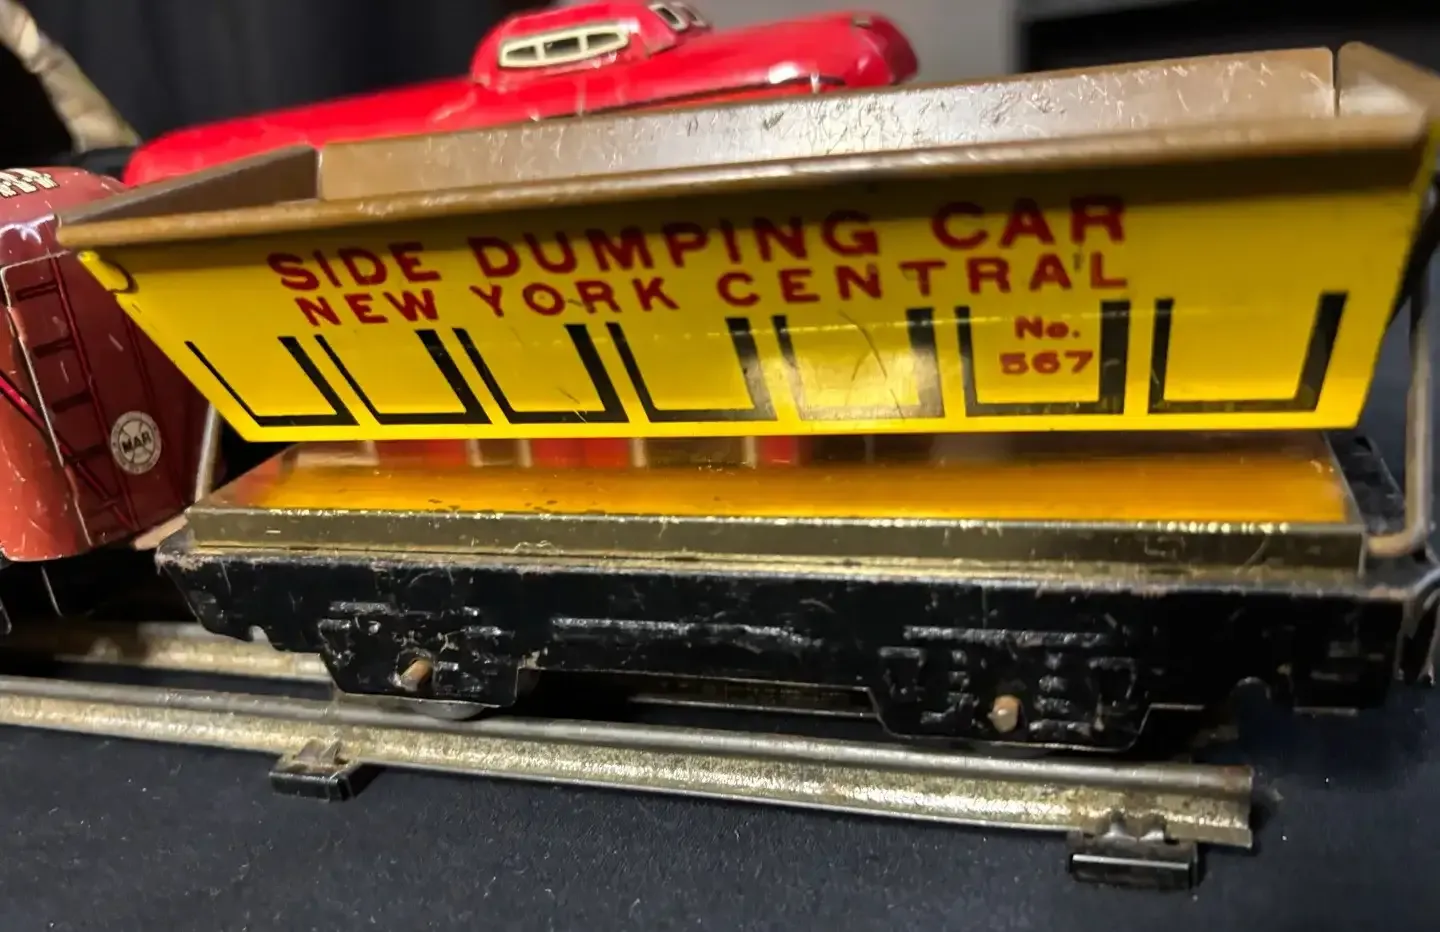 SIDE DUMPING CAR
NEW YORK CENTRAL
No.
567
MAR